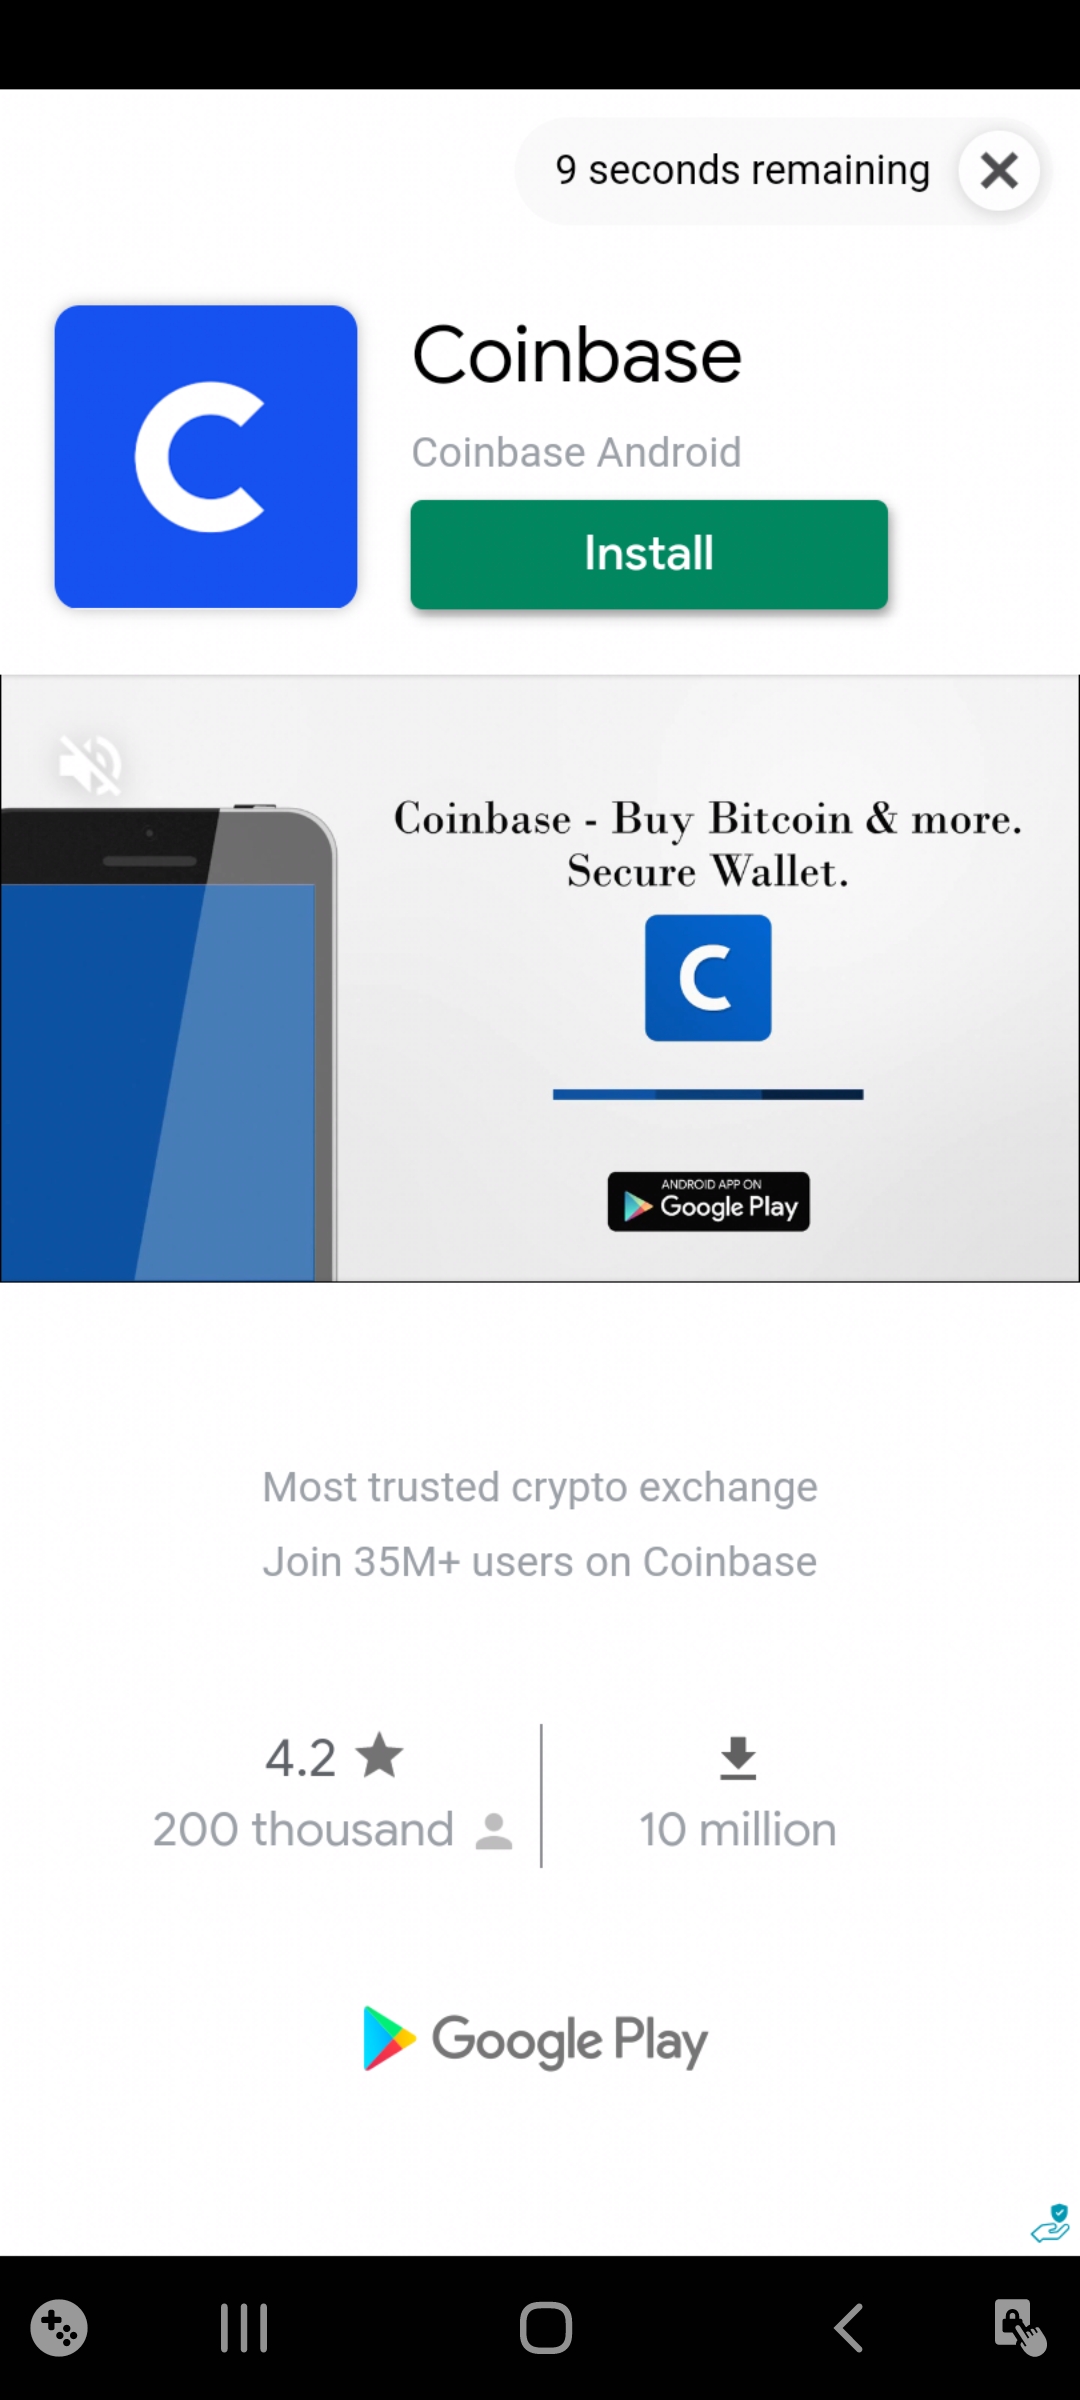 9 seconds remaining
Coinbase
Coinbase Android
Install
Coinbase - Buy Bitcoin & more.
Secure Wallet.
ANDROID APP ON
Google Play
Most trusted crypto exchange
Join 35M+ users on Coinbase
4.2
200 thousand
10 million
Google Play